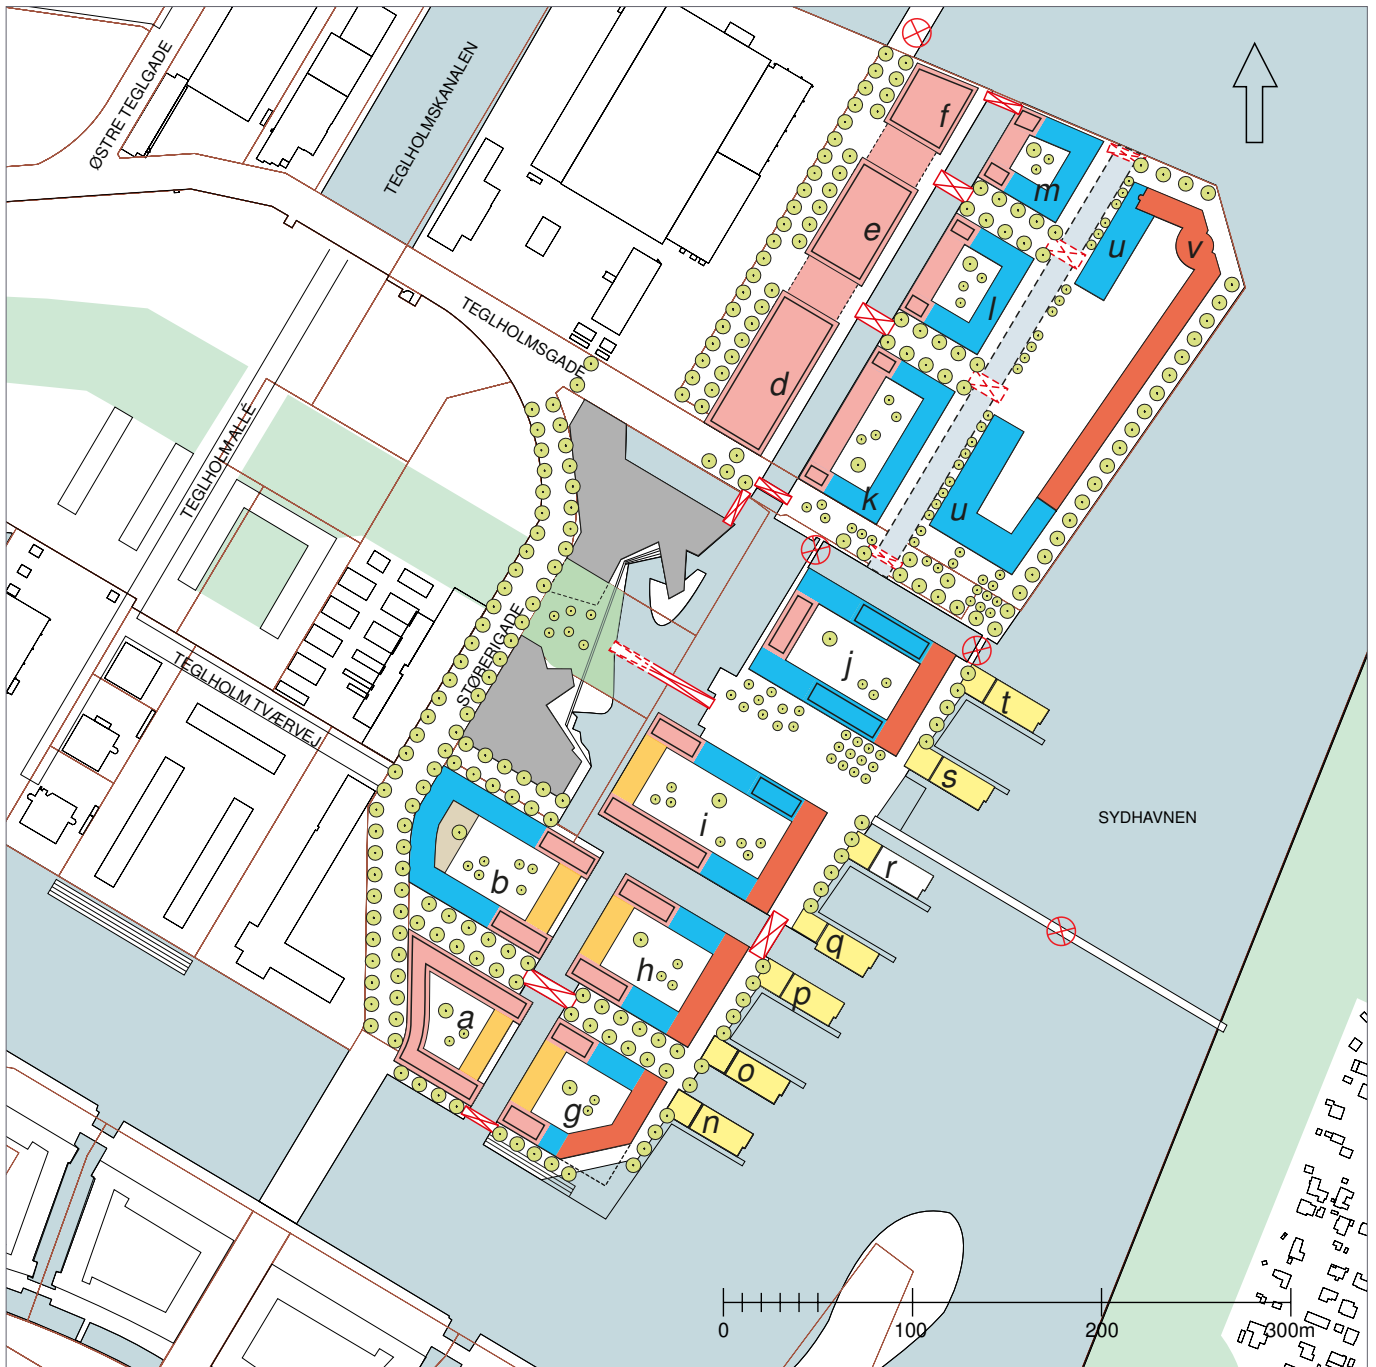 ØSTRE TEGLGADE
TEGLHOLMSKANALEN
TEGLHOLMSGADE
TEGLHOLM ALLÉ
STØBERIGADE
TEGLHOLM TVÆRVEJ
SYDHAVNEN
f
m
e
u
v
l
d
k
u
j
t
s
i
r
b
q
h
p
a
o
g
n
0
100
200
300m